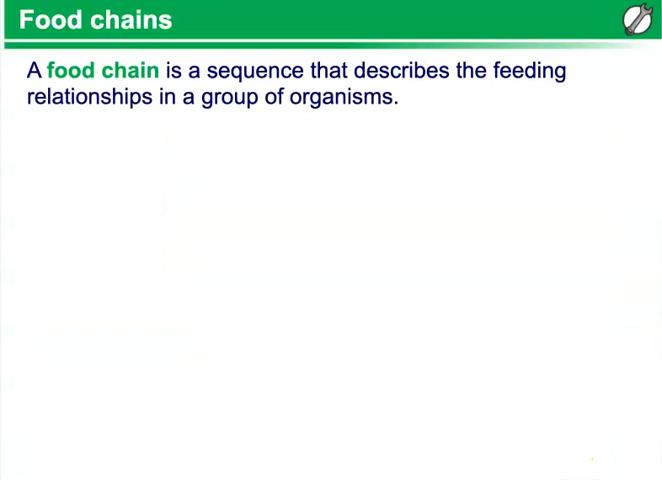 Food chains
A food chain is a sequence that describes the feeding
relationships in a group of organisms.